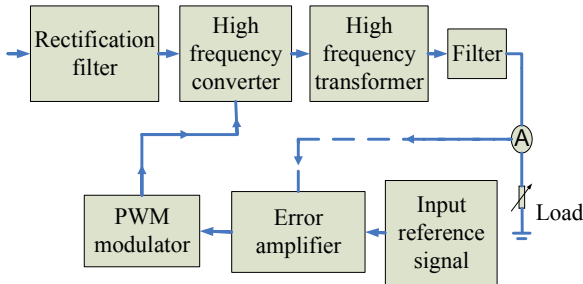 Rectification
filter
High
frequency
converter
High
frequency
transformer
Filter
A
Load
PWM
modulator
Error
amplifier
Input
reference
signal